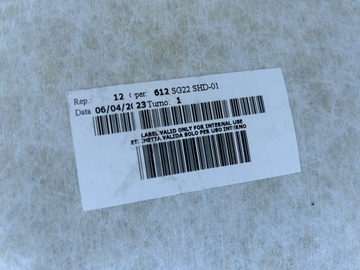 Rep.: 12 Oper: 612 SG22 SHD-01
Data 06/04/2023 Turno: 1
LABEL VALID ONLY FOR INTERNAL USE
ETICHETTA VALIDA SOLO PER USO INTERNO